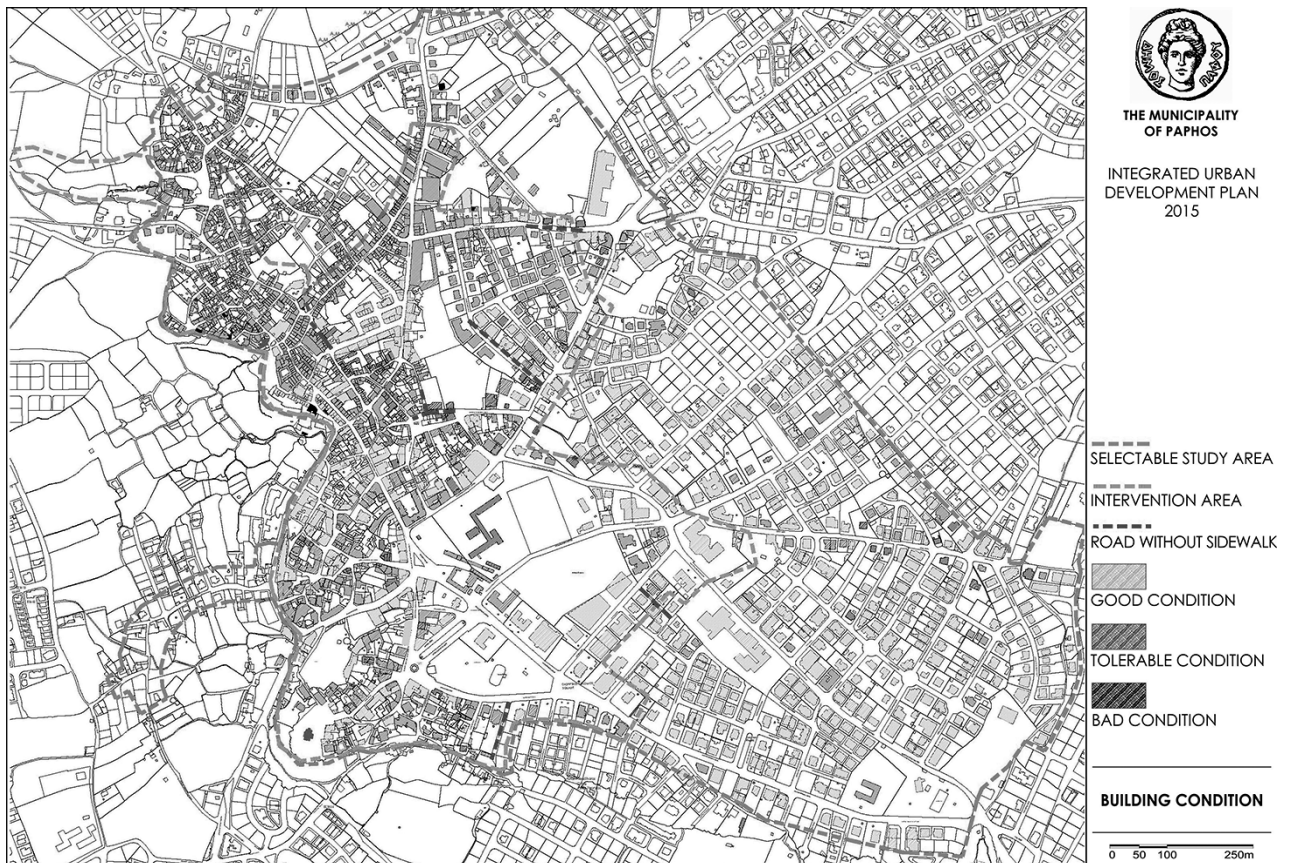 ΠΑΦΟΥ
THE MUNICIPALITY
OF PAPHOS
INTEGRATED URBAN
DEVELOPMENT PLAN
2015
SELECTABLE STUDY AREA
INTERVENTION AREA
ROAD WITHOUT SIDEWALK
GOOD CONDITION
TOLERABLE CONDITION
BAD CONDITION
BUILDING CONDITION
0 50 100 250m